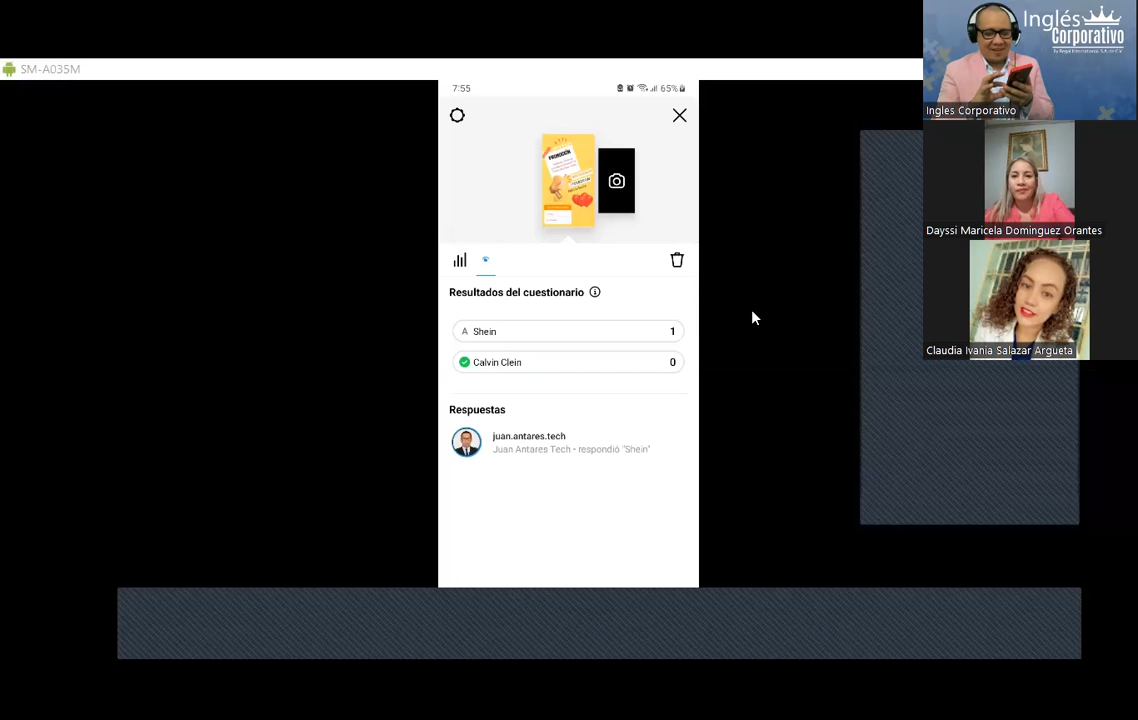 SM-A035M
7:55
65%
PROMOCIÓN
Resultados del cuestionario
A Shein 1
Calvin Clein 0
Respuestas
juan.antares.tech
Juan Antares Tech • respondió "Shein"
Inglés
Corporativo
Ingles Corporativo
Dayssi Maricela Dominguez Orantes
Claudia Ivania Salazar Argueta